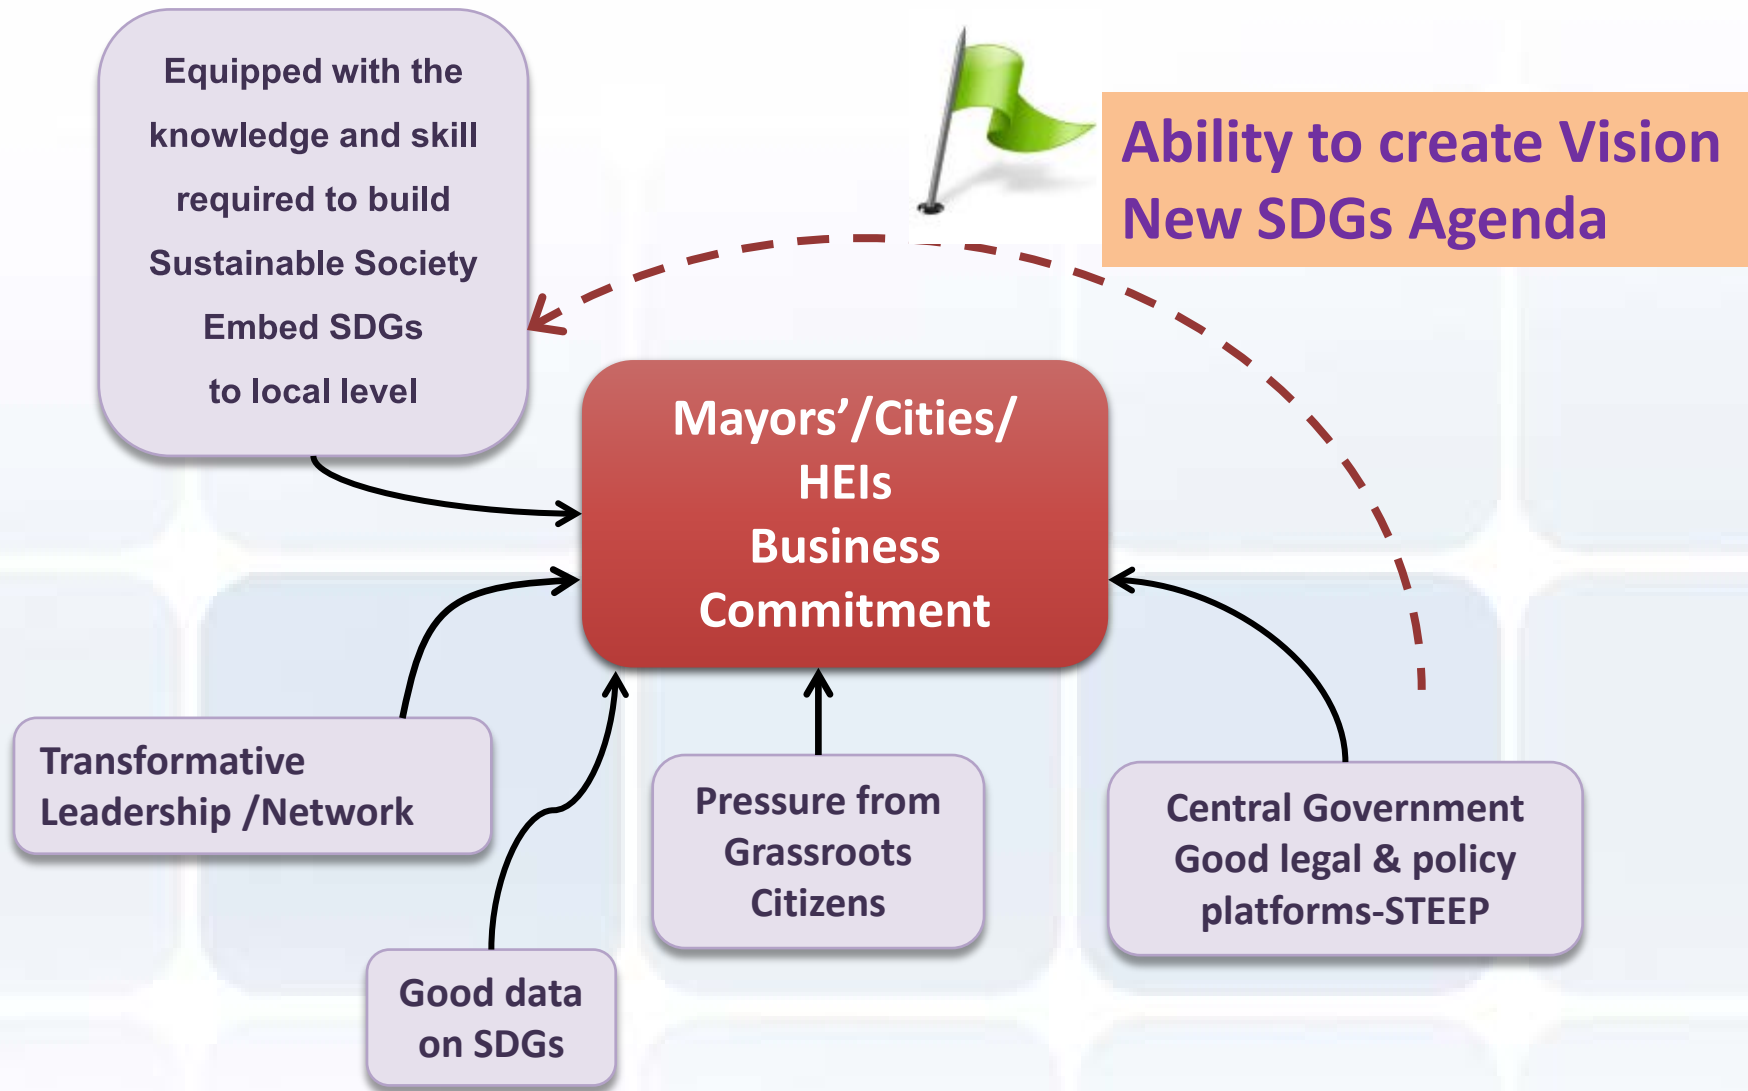 Equipped with the
knowledge and skill
required to build
Sustainable Society
Embed SDGs
to local level
Ability to create Vision
New SDGs Agenda
Mayors’/Cities/
HEIs
Business
Commitment
Transformative
Leadership /Network
Good data
on SDGs
Pressure from
Grassroots
Citizens
Central Government
Good legal & policy
platforms-STEEP